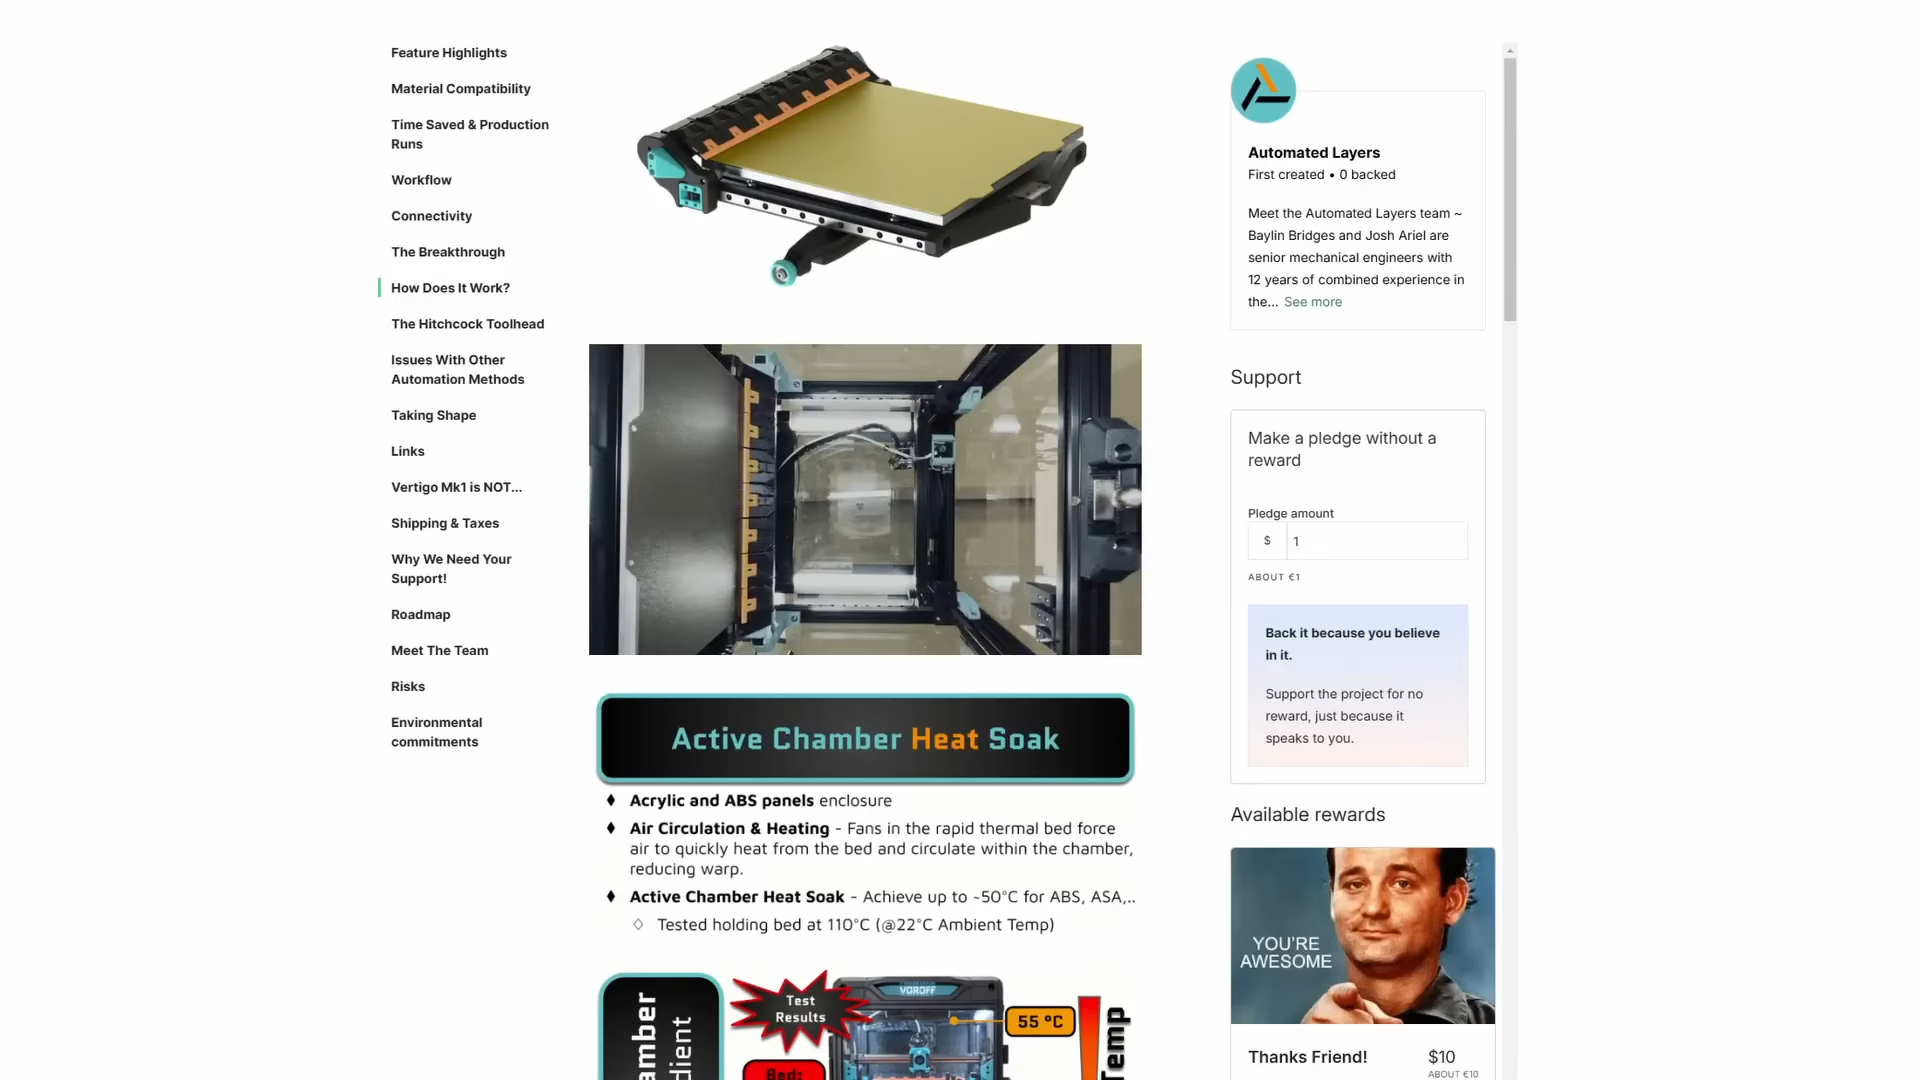 Feature Highlights
Material Compatibility
Time Saved & Production
Runs
Workflow
Connectivity
The Breakthrough
How Does It Work?
The Hitchcock Toolhead
Issues With Other
Automation Methods
Taking Shape
Links
Vertigo Mk1 is NOT...
Shipping & Taxes
Why We Need Your
Support!
Roadmap
Meet The Team
Risks
Environmental
commitments
Active Chamber Heat Soak
♦ Acrylic and ABS panels enclosure
♦ Air Circulation & Heating - Fans in the rapid thermal bed force
air to quickly heat from the bed and circulate within the chamber,
reducing warp.
♦ Active Chamber Heat Soak - Achieve up to ~50°C for ABS, ASA,..
◊ Tested holding bed at 110°C (@22°C Ambient Temp)
Test
Results
VOROFF
55 °C
Bed:
Temp
Automated Layers
First created • 0 backed
Meet the Automated Layers team ~
Baylin Bridges and Josh Ariel are
senior mechanical engineers with
12 years of combined experience in
the... See more
Support
Make a pledge without a
reward
Pledge amount
$ 1
ABOUT €1
Back it because you believe
in it.
Support the project for no
reward, just because it
speaks to you.
Available rewards
YOU'RE
AWESOME
Thanks Friend! $10
ABOUT €10